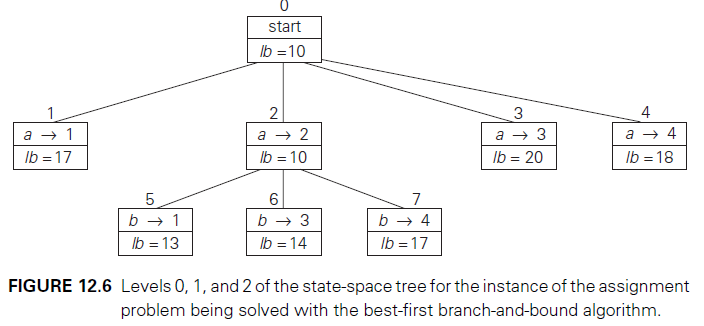 0
start
lb =10
1
2
3
4
a → 1
a → 2
a → 3
a → 4
lb =17
lb =10
lb = 20
lb =18
5
6
7
b → 1
b → 3
b → 4
lb =13
lb =14
lb =17
FIGURE 12.6 Levels 0, 1, and 2 of the state-space tree for the instance of the assignment
problem being solved with the best-first branch-and-bound algorithm.